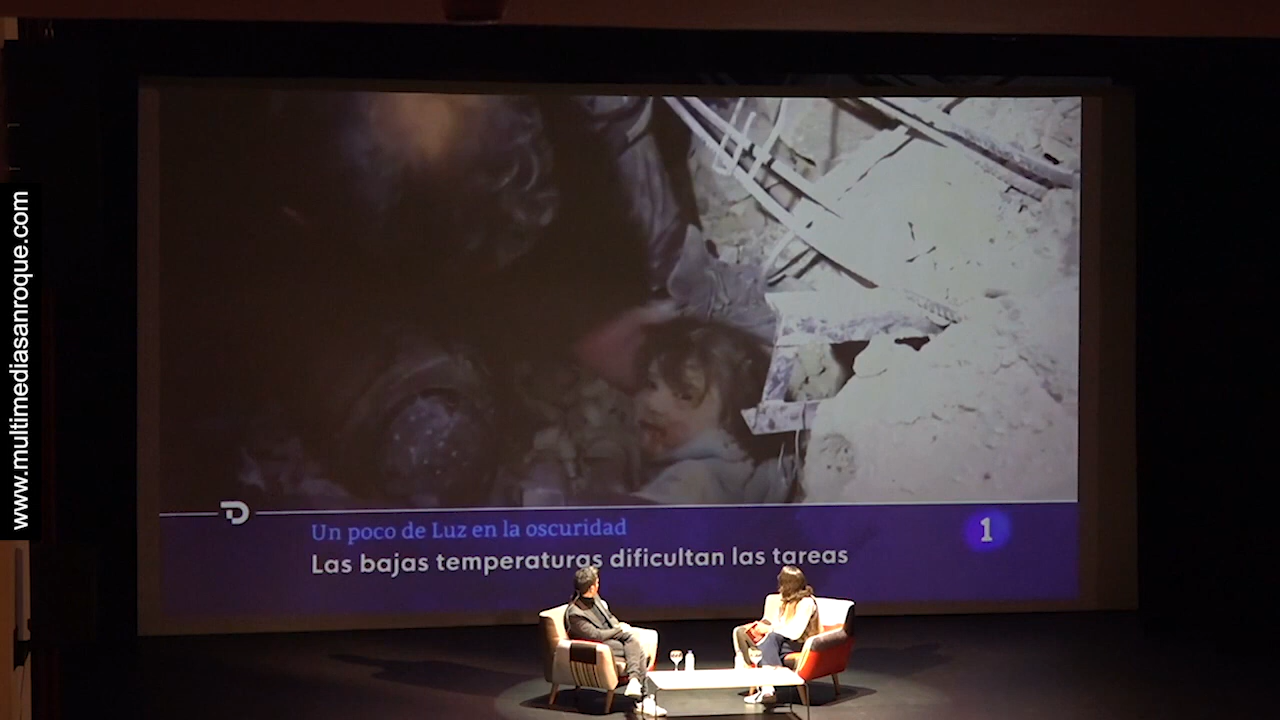 www.multimediasanroque.com
Un poco de Luz en la oscuridad
1
Las bajas temperaturas dificultan las tareas